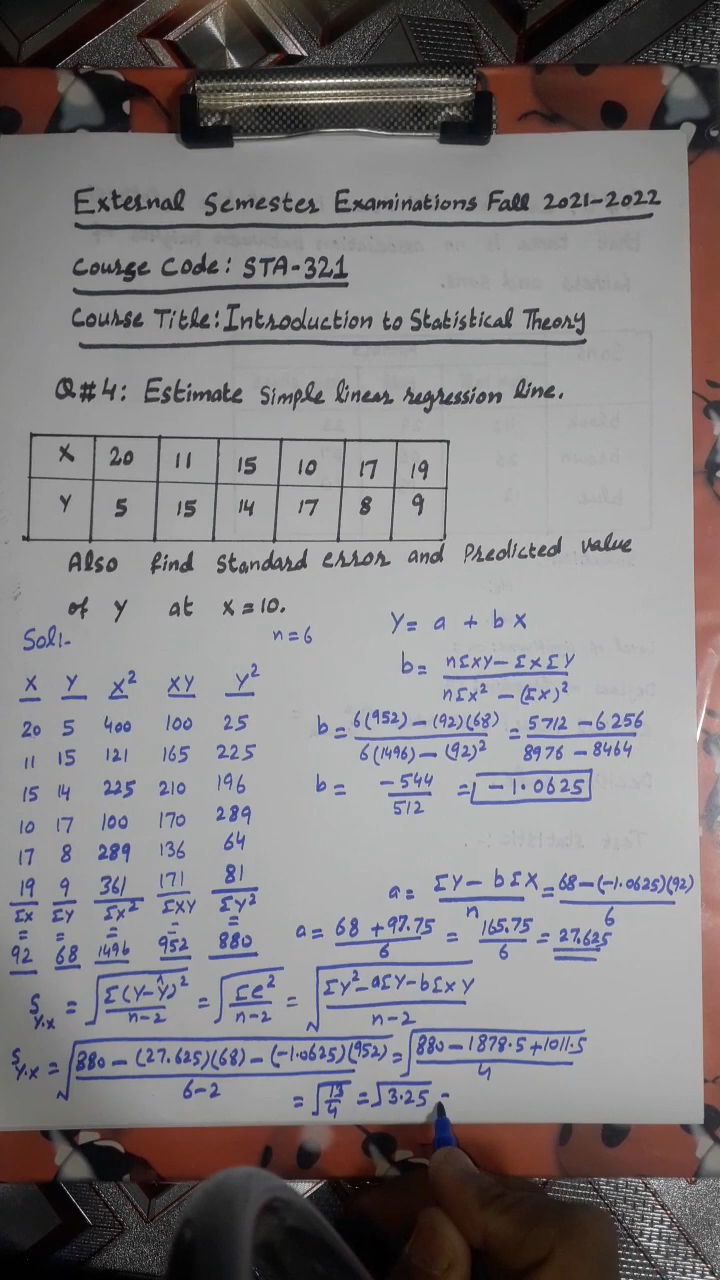 External Semester Examinations Fall 2021-2022
Course Code: STA-321
Course Title: Introduction to Statistical Theory
Q#4: Estimate Simple linear regression line.
X 20 11 15 10 17 19
Y 5 15 14 17 8 9
Also find standard error and Predicted value
of Y at X=10.
Sol:- n=6 Y= a + bX
X Y X² XY Y²
20 5 400 100 25
11 15 121 165 225
15 14 225 210 196
10 17 100 170 289
17 8 289 136 64
19 9 361 171 81
ΣX ΣY ΣX² ΣXY ΣY²
= = = = =
92 68 1496 952 880
b= nΣXY-ΣXΣY / nΣX²-(ΣX)²
b= 6(952)-(92)(68) / 6(1496)-(92)² = 5712-6256 / 8976-8464
b= -544 / 512 = -1.0625
a= ΣY-bΣX / n = 68-(-1.0625)(92) / 6
a= 68+97.75 / 6 = 165.75 / 6 = 27.625
S Y.X = √Σ(Y-Ŷ)² / n-2 = √Σe² / n-2 = √ΣY²-aΣY-bΣXY / n-2
S Y.X = √880-(27.625)(68)-(-1.0625)(952) / 6-2 = √880-1878.5+1011.5 / 4
= √13/4 = √3.25 =